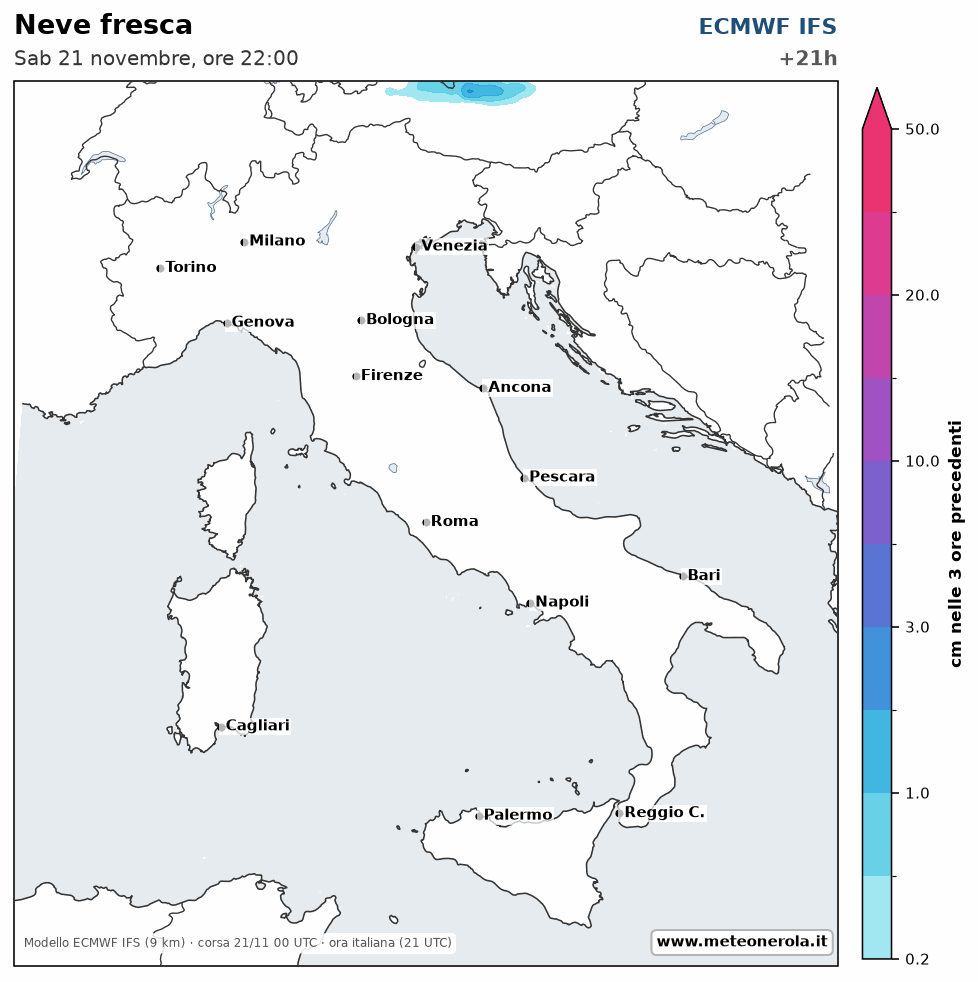 Neve fresca
ECMWF IFS
Sab 21 novembre, ore 22:00
+21h
50.0
20.0
10.0
3.0
1.0
0.2
cm nelle 3 ore precedenti
Milano
Venezia
Torino
Genova
Bologna
Firenze
Ancona
Pescara
Roma
Bari
Napoli
Cagliari
Palermo
Reggio C.
Modello ECMWF IFS (9 km) · corsa 21/11 00 UTC · ora italiana (21 UTC)
www.meteonerola.it